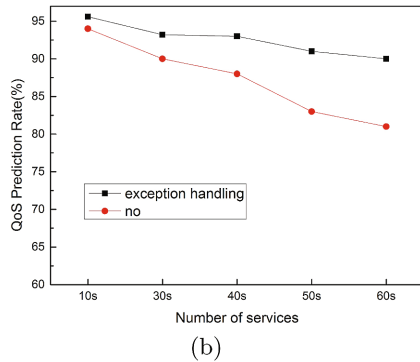 QoS Prediction Rate(%)
100
95
90
85
80
75
70
65
60
exception handling
no
10s 30s 40s 50s 60s
Number of services
(b)